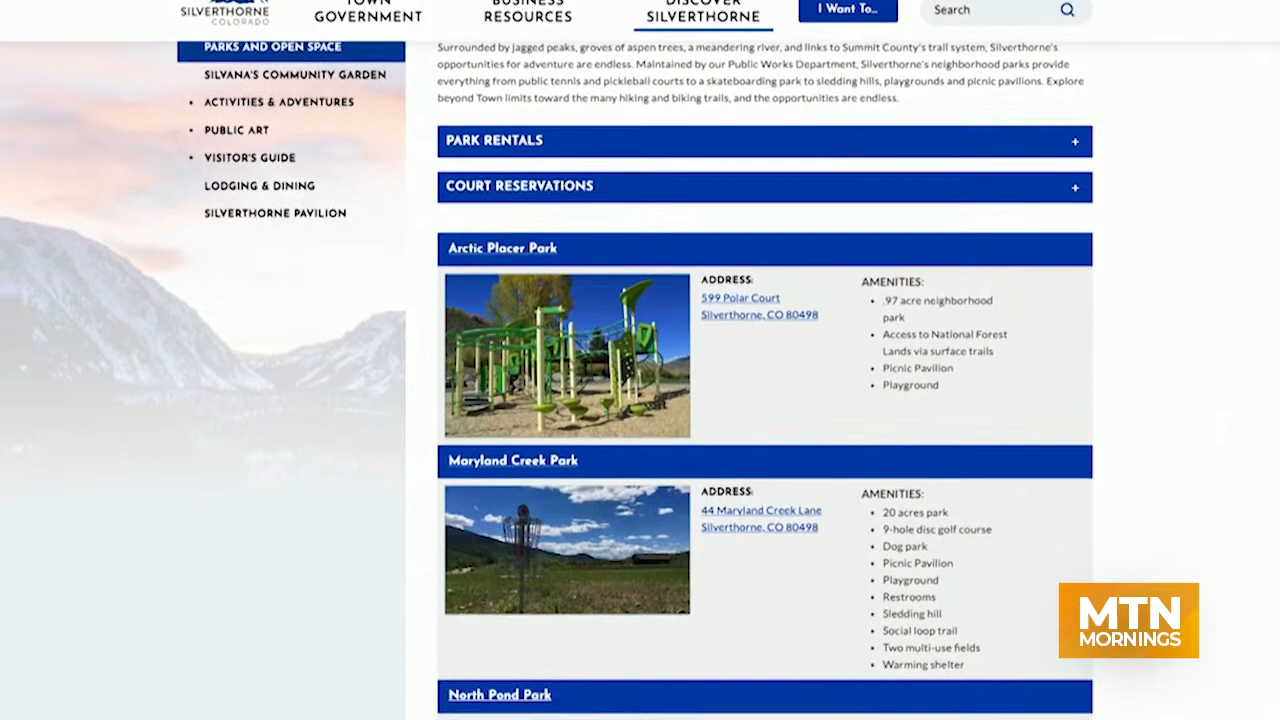 SILVERTHORNE
COLORADO
TOWN
GOVERNMENT
BUSINESS
RESOURCES
DISCOVER
SILVERTHORNE
I Want To...
Search
PARKS AND OPEN SPACE
SILVANA'S COMMUNITY GARDEN
• ACTIVITIES & ADVENTURES
• PUBLIC ART
• VISITOR'S GUIDE
LODGING & DINING
SILVERTHORNE PAVILION
Surrounded by jagged peaks, groves of aspen trees, a meandering river, and links to Summit County's trail system, Silverthorne's
opportunities for adventure are endless. Maintained by our Public Works Department, Silverthorne's neighborhood parks provide
everything from public tennis and pickleball courts to a skateboarding park to sledding hills, playgrounds and picnic pavilions. Explore
beyond Town limits toward the many hiking and biking trails, and the opportunities are endless.
PARK RENTALS +
COURT RESERVATIONS +
Arctic Placer Park
ADDRESS:
599 Polar Court
Silverthorne, CO 80498
AMENITIES:
• .97 acre neighborhood
park
• Access to National Forest
Lands via surface trails
• Picnic Pavilion
• Playground
Maryland Creek Park
ADDRESS:
44 Maryland Creek Lane
Silverthorne, CO 80498
AMENITIES:
• 20 acres park
• 9-hole disc golf course
• Dog park
• Picnic Pavilion
• Playground
• Restrooms
• Sledding hill
• Social loop trail
• Two multi-use fields
• Warming shelter
North Pond Park
MTN
MORNINGS